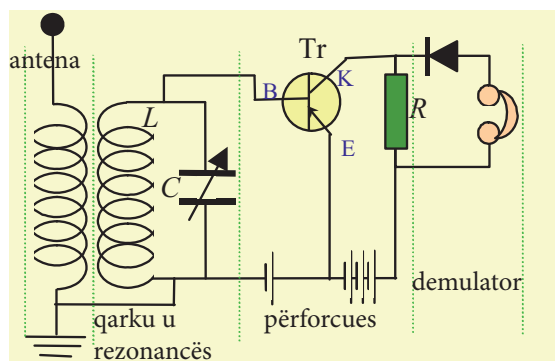 antena
L
C
B
Tr
K
E
R
qarku u
rezonancës
përforcues
demulator